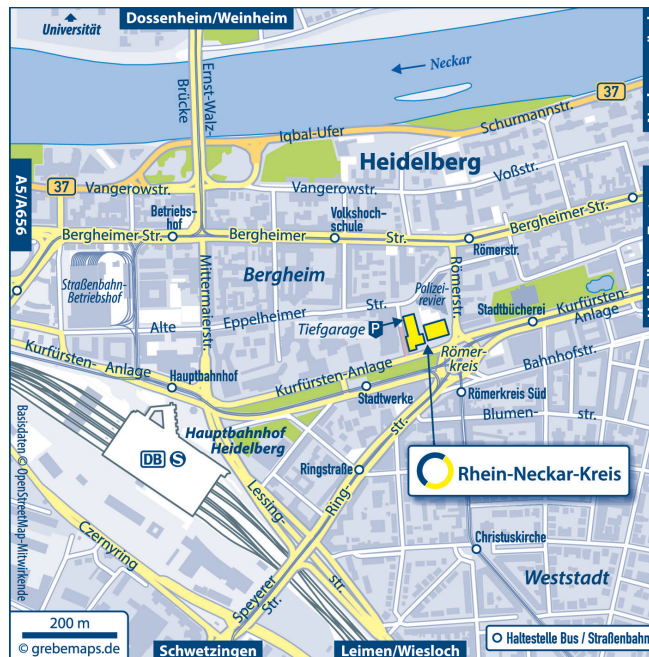 Universität
Dossenheim/Weinheim
Neckar
37
Ernst-Walz-
Brücke
Iqbal-Ufer
Schurmannstr.
Heidelberg
A5/A656
37
Vangerowstr.
Vangerowstr.
Voßstr.
Betriebs-
hof
Volkshoch-
schule
Bergheimer-Str.
Bergheimer
Str.
Bergheimer-Str.
Römerstr.
Römerstr.
Mittermaierstr.
Bergheim
Polizei-
revier
Straßenbahn-
Betriebshof
Alte
Eppelheimer
Str.
Tiefgarage
P
Stadtbücherei
Kurfürsten-
Anlage
Kurfürsten-
Anlage
Römer-
kreis
Bahnhofstr.
Hauptbahnhof
Kurfürsten-Anlage
Stadtwerke
Römerkreis Süd
Blumen-
str.
Hauptbahnhof
Heidelberg
DB
S
Ringstraße
Ring-
str.
Rhein-Neckar-Kreis
Lessing-
str.
Czernyring
Christuskirche
Weststadt
Speyerer
Str.
Basisdaten © OpenStreetMap-Mitwirkende
200 m
© grebemaps.de
Schwetzingen
Leimen/Wiesloch
Haltestelle Bus / Straßenbahn